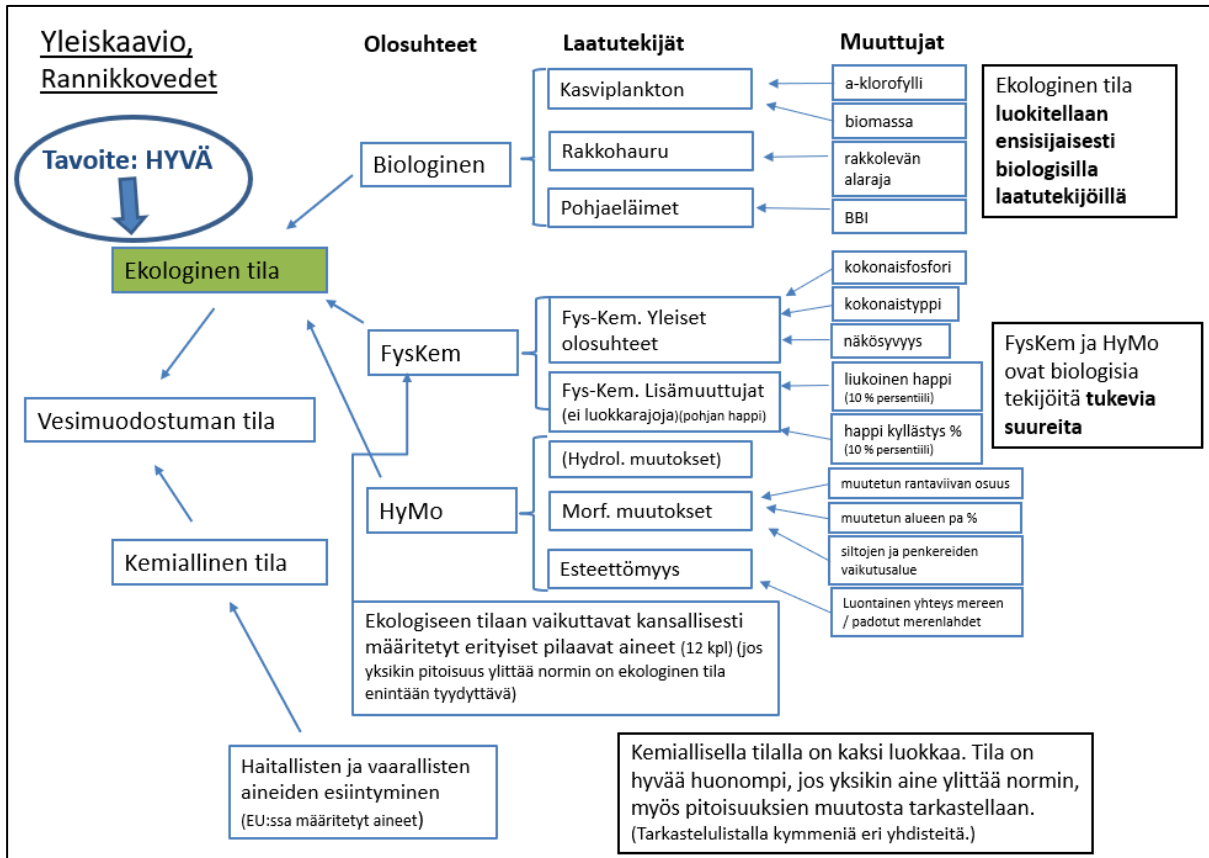 Yleiskaavio,
Rannikkovedet
Olosuhteet
Laatutekijät
Muuttujat
Tavoite: HYVÄ
Ekologinen tila
Vesimuodostuman tila
Kemiallinen tila
Haitallisten ja vaarallisten
aineiden esiintyminen
(EU:ssa määritetyt aineet)
Biologinen
FysKem
HyMo
Kasviplankton
Rakkohauru
Pohjaeläimet
Fys-Kem. Yleiset
olosuhteet
Fys-Kem. Lisämuuttujat
(ei luokkarajoja)(pohjan happi)
(Hydrol. muutokset)
Morf. muutokset
Esteettömyys
a-klorofylli
biomassa
rakkolevän
alaraja
BBI
kokonaisfosfori
kokonaistyppi
näkösyvyys
liukoinen happi
(10 % persentiili)
happi kyllästys %
(10 % persentiili)
muutetun rantaviivan osuus
muutetun alueen pa %
siltojen ja penkereiden
vaikutusalue
Luontainen yhteys mereen
/ padotut merenlahdet
Ekologinen tila
luokitellaan
ensisijaisesti
biologisilla
laatutekijöillä
FysKem ja HyMo
ovat biologisia
tekijöitä tukevia
suureita
Ekologiseen tilaan vaikuttavat kansallisesti
määritetyt erityiset pilaavat aineet (12 kpl) (jos
yksikin pitoisuus ylittää normin on ekologinen tila
enintään tyydyttävä)
Kemiallisella tilalla on kaksi luokkaa. Tila on
hyvää huonompi, jos yksikin aine ylittää normin,
myös pitoisuuksien muutosta tarkastellaan.
(Tarkastelulistalla kymmeniä eri yhdisteitä.)